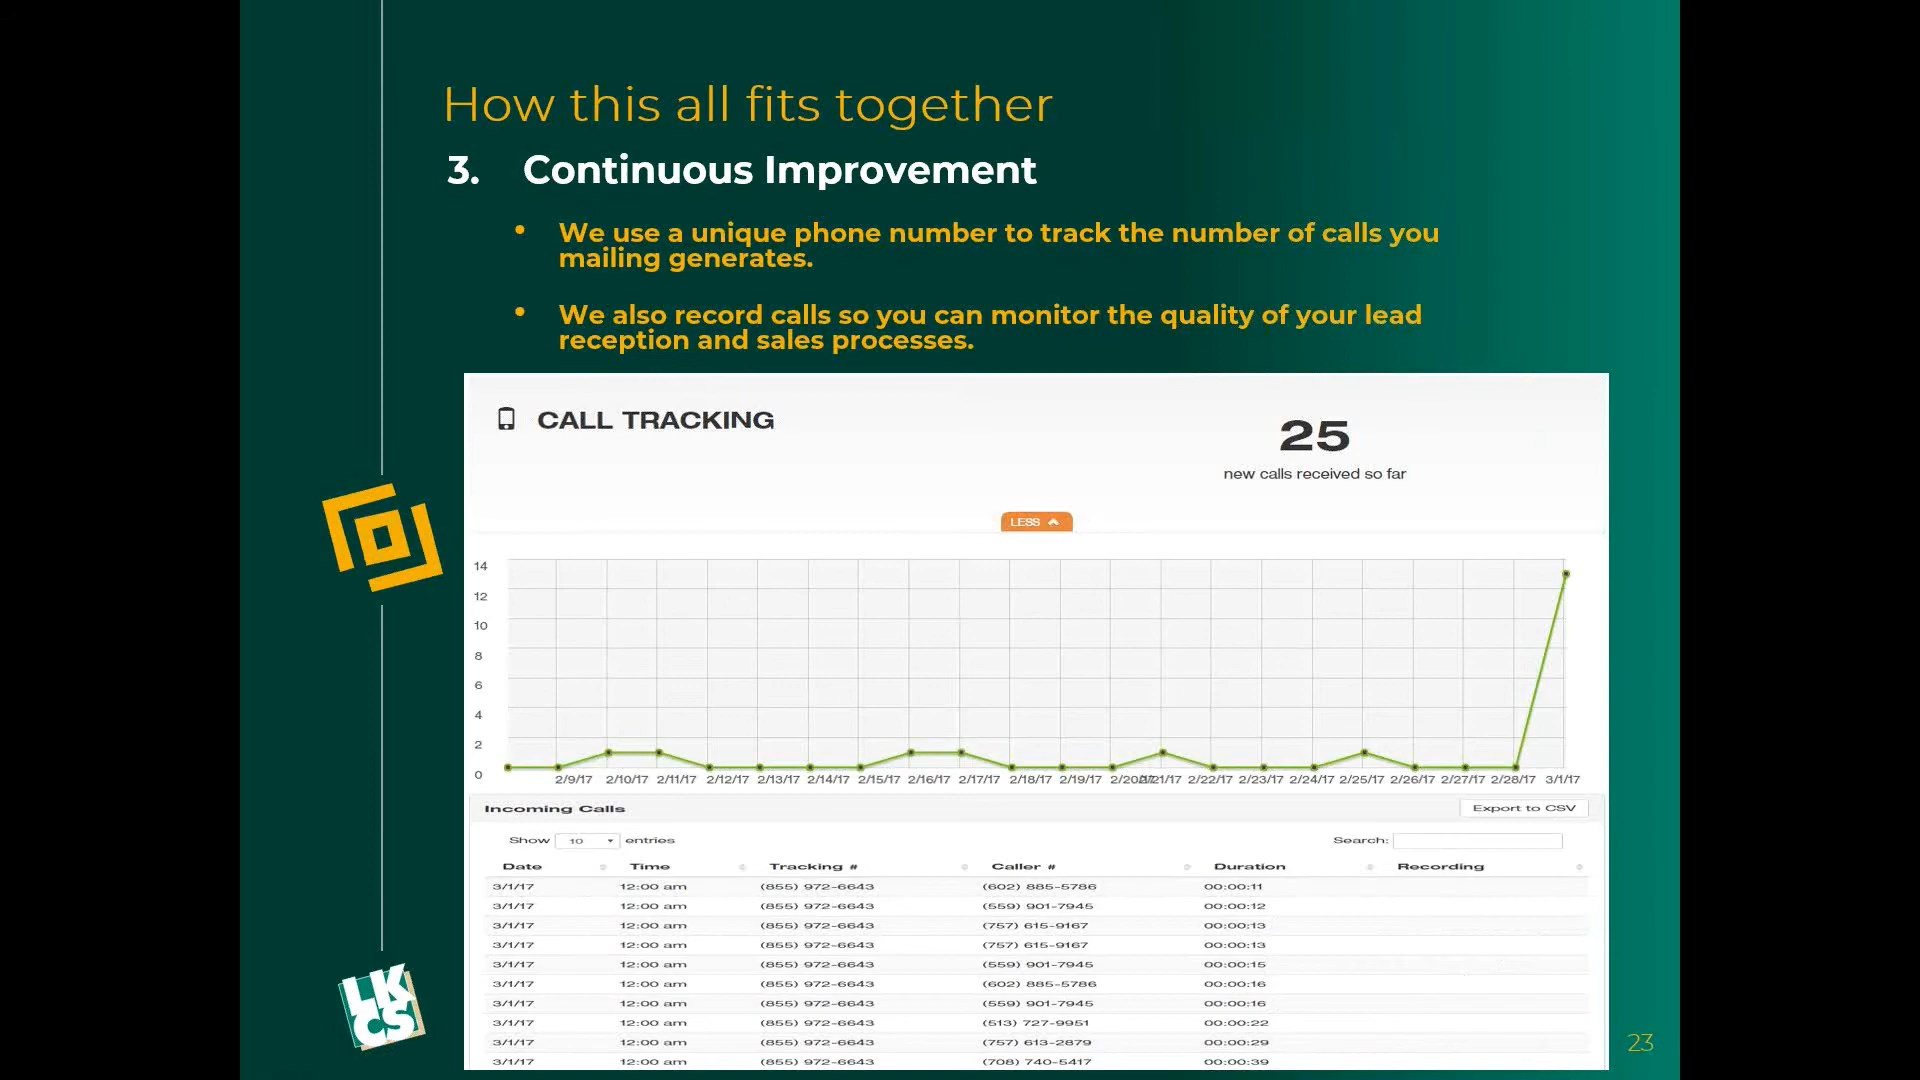 How this all fits together
3. Continuous Improvement
• We use a unique phone number to track the number of calls you
mailing generates.
• We also record calls so you can monitor the quality of your lead
reception and sales processes.
CALL TRACKING
25
new calls received so far
LESS
14
12
10
8
6
4
2
0
2/9/17 2/10/17 2/11/17 2/12/17 2/13/17 2/14/17 2/15/17 2/16/17 2/17/17 2/18/17 2/19/17 2/21/17 2/22/17 2/23/17 2/24/17 2/25/17 2/26/17 2/27/17 2/28/17 3/1/17
Incoming Calls Export to CSV
Show 10 entries Search:
Date Time Tracking # Caller # Duration Recording
3/1/17 12:00 am (855) 972-6643 (602) 885-5786 00:00:11
3/1/17 12:00 am (855) 972-6643 (559) 901-7945 00:00:12
3/1/17 12:00 am (855) 972-6643 (757) 615-9167 00:00:13
3/1/17 12:00 am (855) 972-6643 (757) 615-9167 00:00:13
3/1/17 12:00 am (855) 972-6643 (559) 901-7945 00:00:15
3/1/17 12:00 am (855) 972-6643 (602) 885-5786 00:00:16
3/1/17 12:00 am (855) 972-6643 (559) 901-7945 00:00:16
3/1/17 12:00 am (855) 972-6643 (513) 727-9951 00:00:22
3/1/17 12:00 am (855) 972-6643 (757) 613-2879 00:00:29
3/1/17 12:00 am (855) 972-6643 (708) 740-5417 00:00:39
LK
CS
23